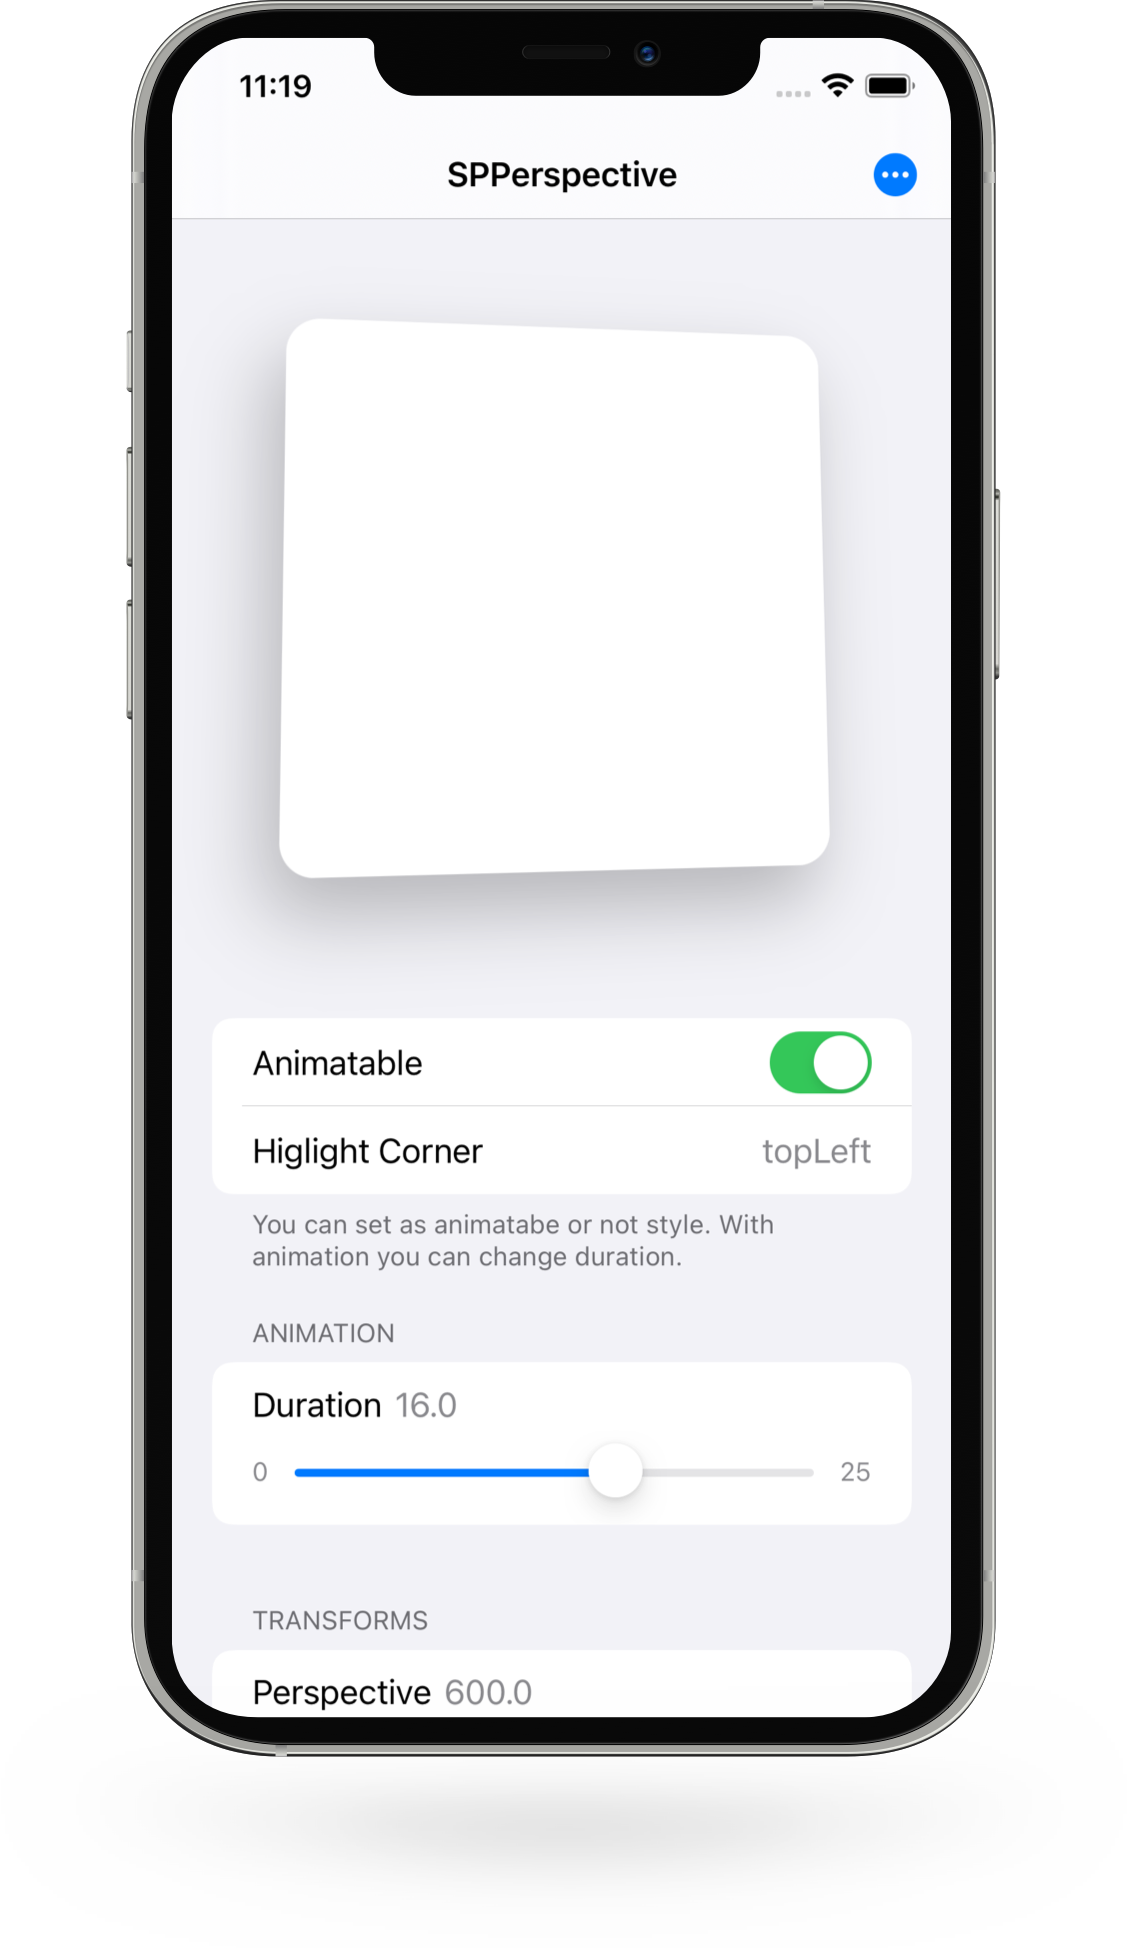 11:19
SPPerspective
Animatable
Higlight Corner topLeft
You can set as animatabe or not style. With
animation you can change duration.
ANIMATION
Duration 16.0
0 25
TRANSFORMS
Perspective 600.0